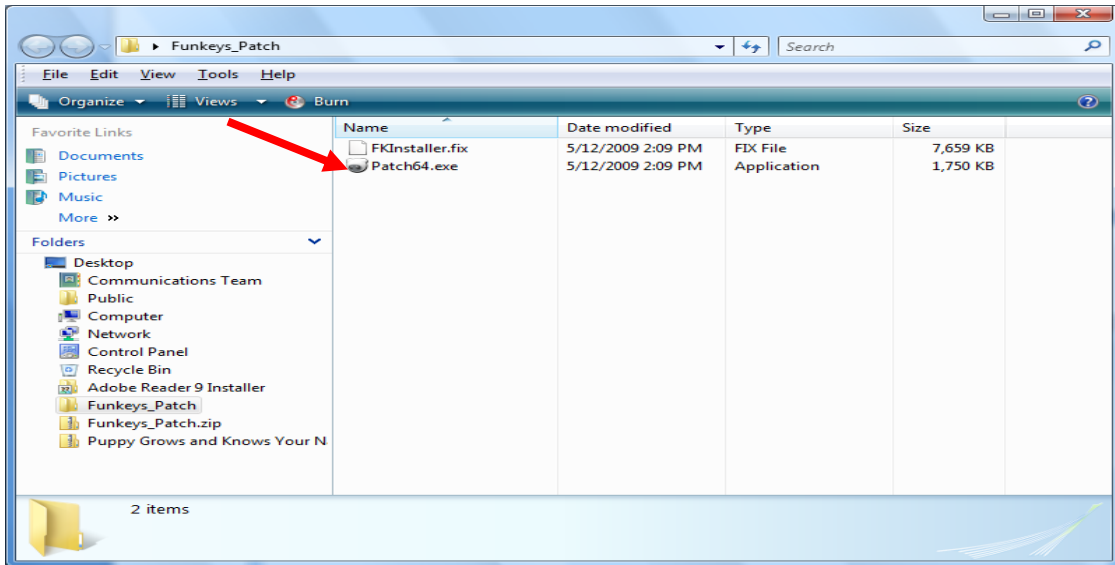 Funkeys_Patch Search
File Edit View Tools Help
Organize Views Burn
Favorite Links
Documents
Pictures
Music
More »
Folders
Desktop
Communications Team
Public
Computer
Network
Control Panel
Recycle Bin
Adobe Reader 9 Installer
Funkeys_Patch
Funkeys_Patch.zip
Puppy Grows and Knows Your N
Name Date modified Type Size
FKInstaller.fix 5/12/2009 2:09 PM FIX File 7,659 KB
Patch64.exe 5/12/2009 2:09 PM Application 1,750 KB
2 items